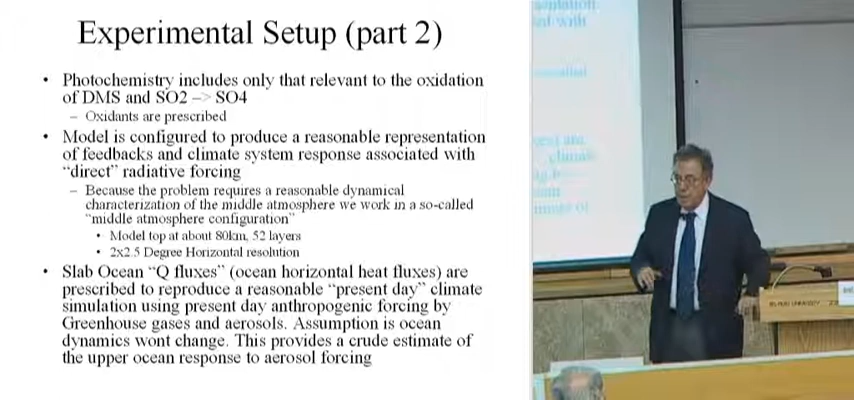 Experimental Setup (part 2)
• Photochemistry includes only that relevant to the oxidation
of DMS and SO2 –> SO4
– Oxidants are prescribed
• Model is configured to produce a reasonable representation
of feedbacks and climate system response associated with
“direct” radiative forcing
– Because the problem requires a reasonable dynamical
characterization of the middle atmosphere we work in a so-called
“middle atmosphere configuration”
• Model top at about 80km, 52 layers
• 2x2.5 Degree Horizontal resolution
• Slab Ocean “Q fluxes” (ocean horizontal heat fluxes) are
prescribed to reproduce a reasonable “present day” climate
simulation using present day anthropogenic forcing by
Greenhouse gases and aerosols. Assumption is ocean
dynamics wont change. This provides a crude estimate of
the upper ocean response to aerosol forcing